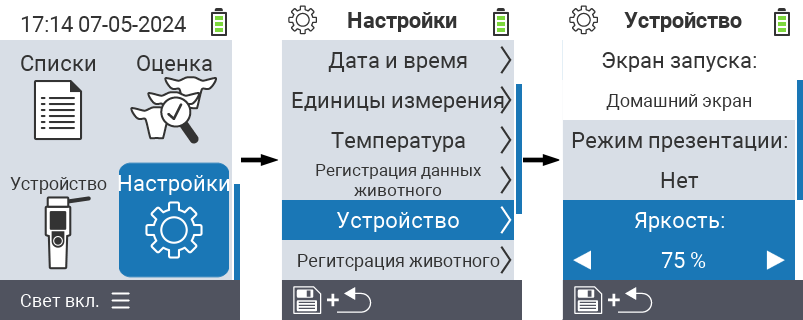 17:14 07-05-2024
Списки
Оценка
Устройство
Настройки
Свет вкл.
Настройки
Дата и время
Единицы измерения
Температура
Регистрация данных
животного
Устройство
Регитсрация животного
+
Устройство
Экран запуска:
Домашний экран
Режим презентации:
Нет
Яркость:
75 %
+